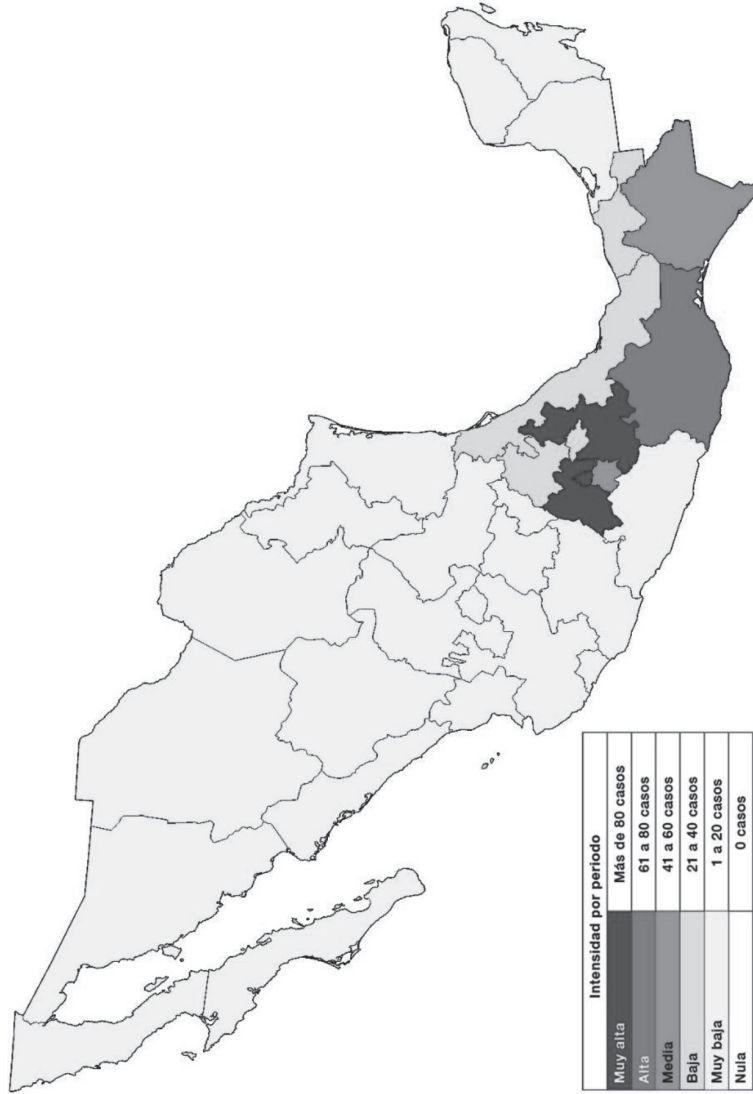 Intensidad por periodo
Muy alta Más de 80 casos
Alta 61 a 80 casos
Media 41 a 60 casos
Baja 21 a 40 casos
Muy baja 1 a 20 casos
Nula 0 casos